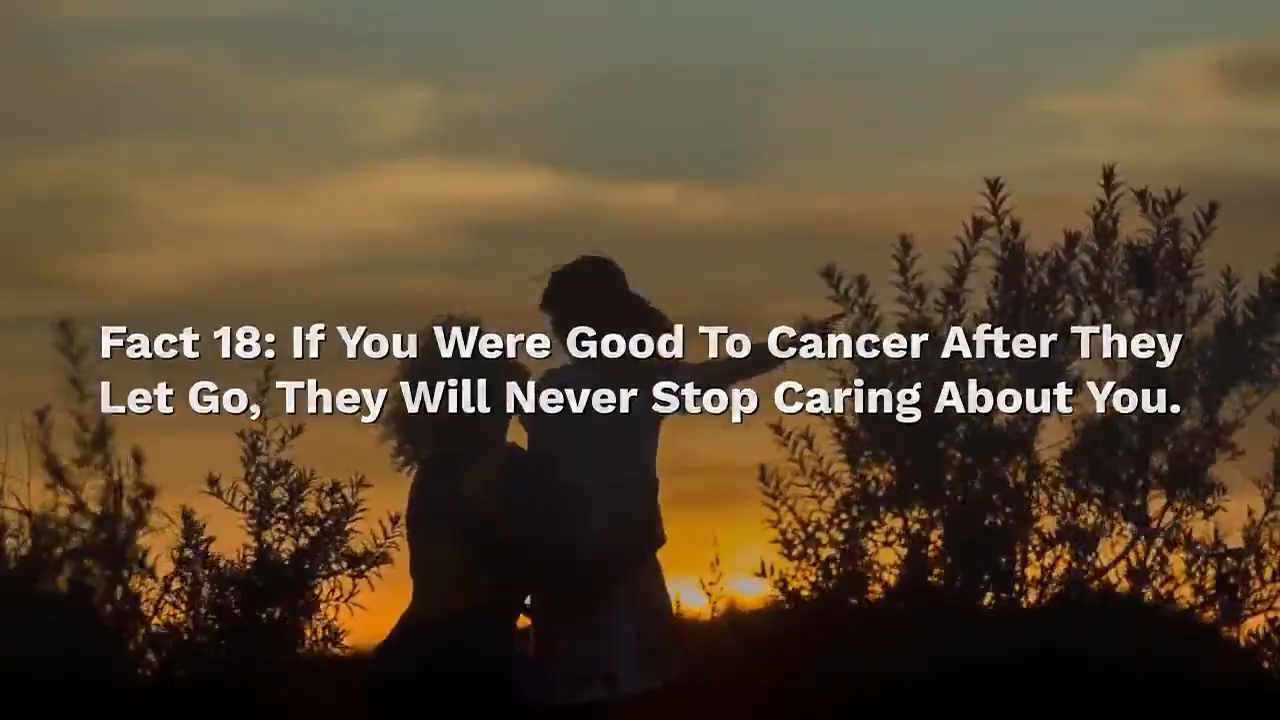 Fact 18: If You Were Good To Cancer After They
Let Go, They Will Never Stop Caring About You.